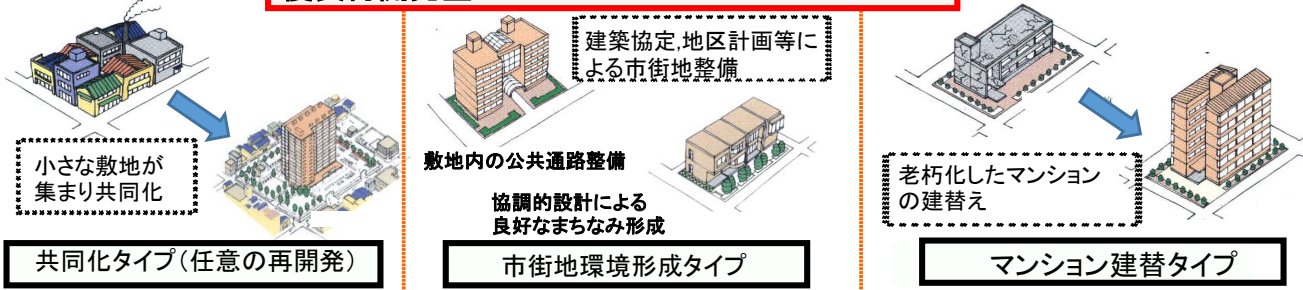 小さな敷地が
集まり共同化
共同化タイプ（任意の再開発）
建築協定,地区計画等に
よる市街地整備
敷地内の公共通路整備
協調的設計による
良好なまちなみ形成
市街地環境形成タイプ
老朽化したマンション
の建替え
マンション建替タイプ